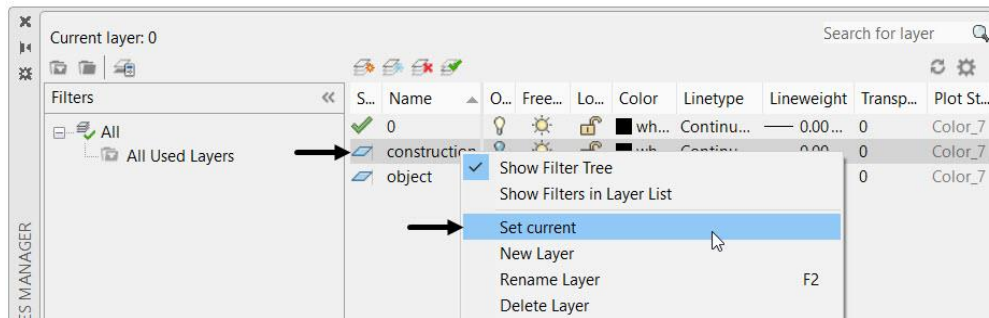 Current layer: 0
Search for layer
Filters
S... Name O... Free... Lo... Color Linetype Lineweight Transp... Plot St...
All
0 wh... Continu... 0.00 ... 0 Color_7
All Used Layers
construction 0 Color_7
Show Filter Tree
object 0 Color_7
Show Filters in Layer List
Set current
New Layer
Rename Layer F2
Delete Layer
ES MANAGER